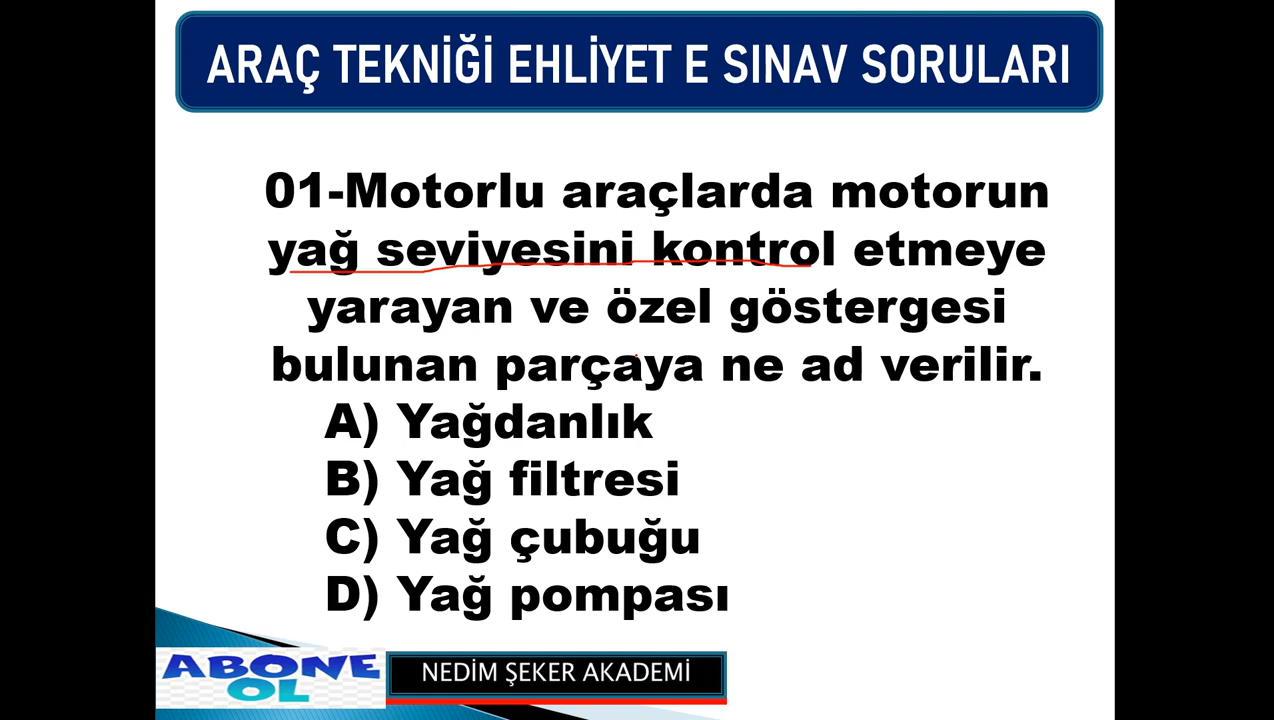 ARAÇ TEKNİĞİ EHLİYET E SINAV SORULARI
01-Motorlu araçlarda motorun
yağ seviyesini kontrol etmeye
yarayan ve özel göstergesi
bulunan parçaya ne ad verilir.
A) Yağdanlık
B) Yağ filtresi
C) Yağ çubuğu
D) Yağ pompası
ABONE
OL
NEDİM ŞEKER AKADEMİ